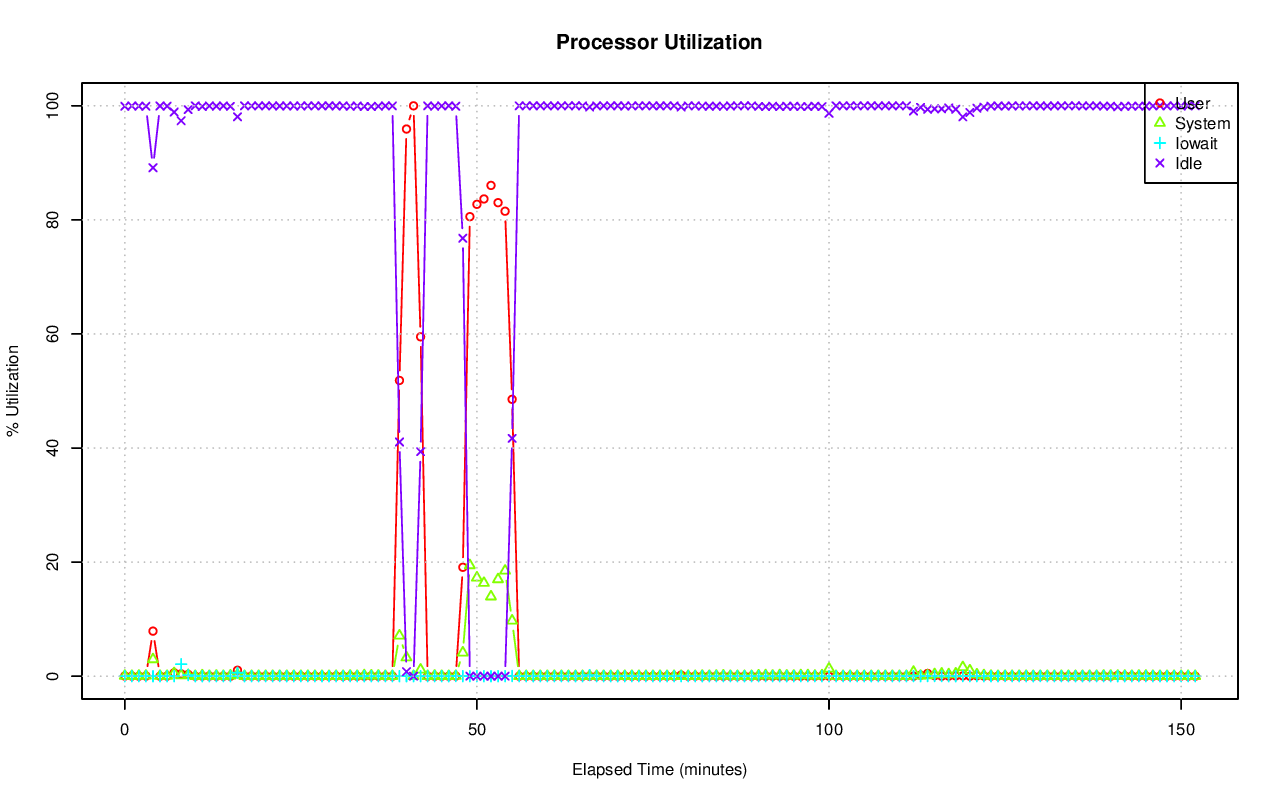 Processor Utilization
100
80
60
40
20
0
% Utilization
User
System
Iowait
Idle
0 50 100 150
Elapsed Time (minutes)